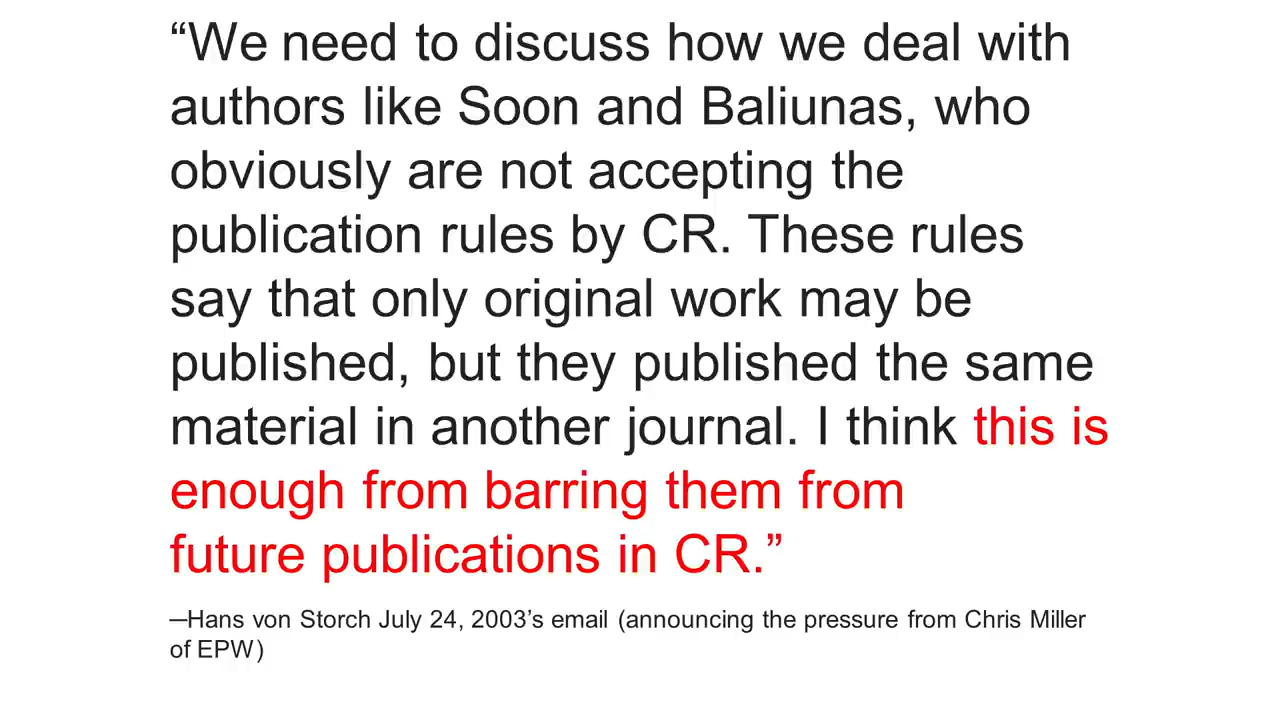 “We need to discuss how we deal with
authors like Soon and Baliunas, who
obviously are not accepting the
publication rules by CR. These rules
say that only original work may be
published, but they published the same
material in another journal. I think this is
enough from barring them from
future publications in CR.”
─Hans von Storch July 24, 2003’s email (announcing the pressure from Chris Miller
of EPW)